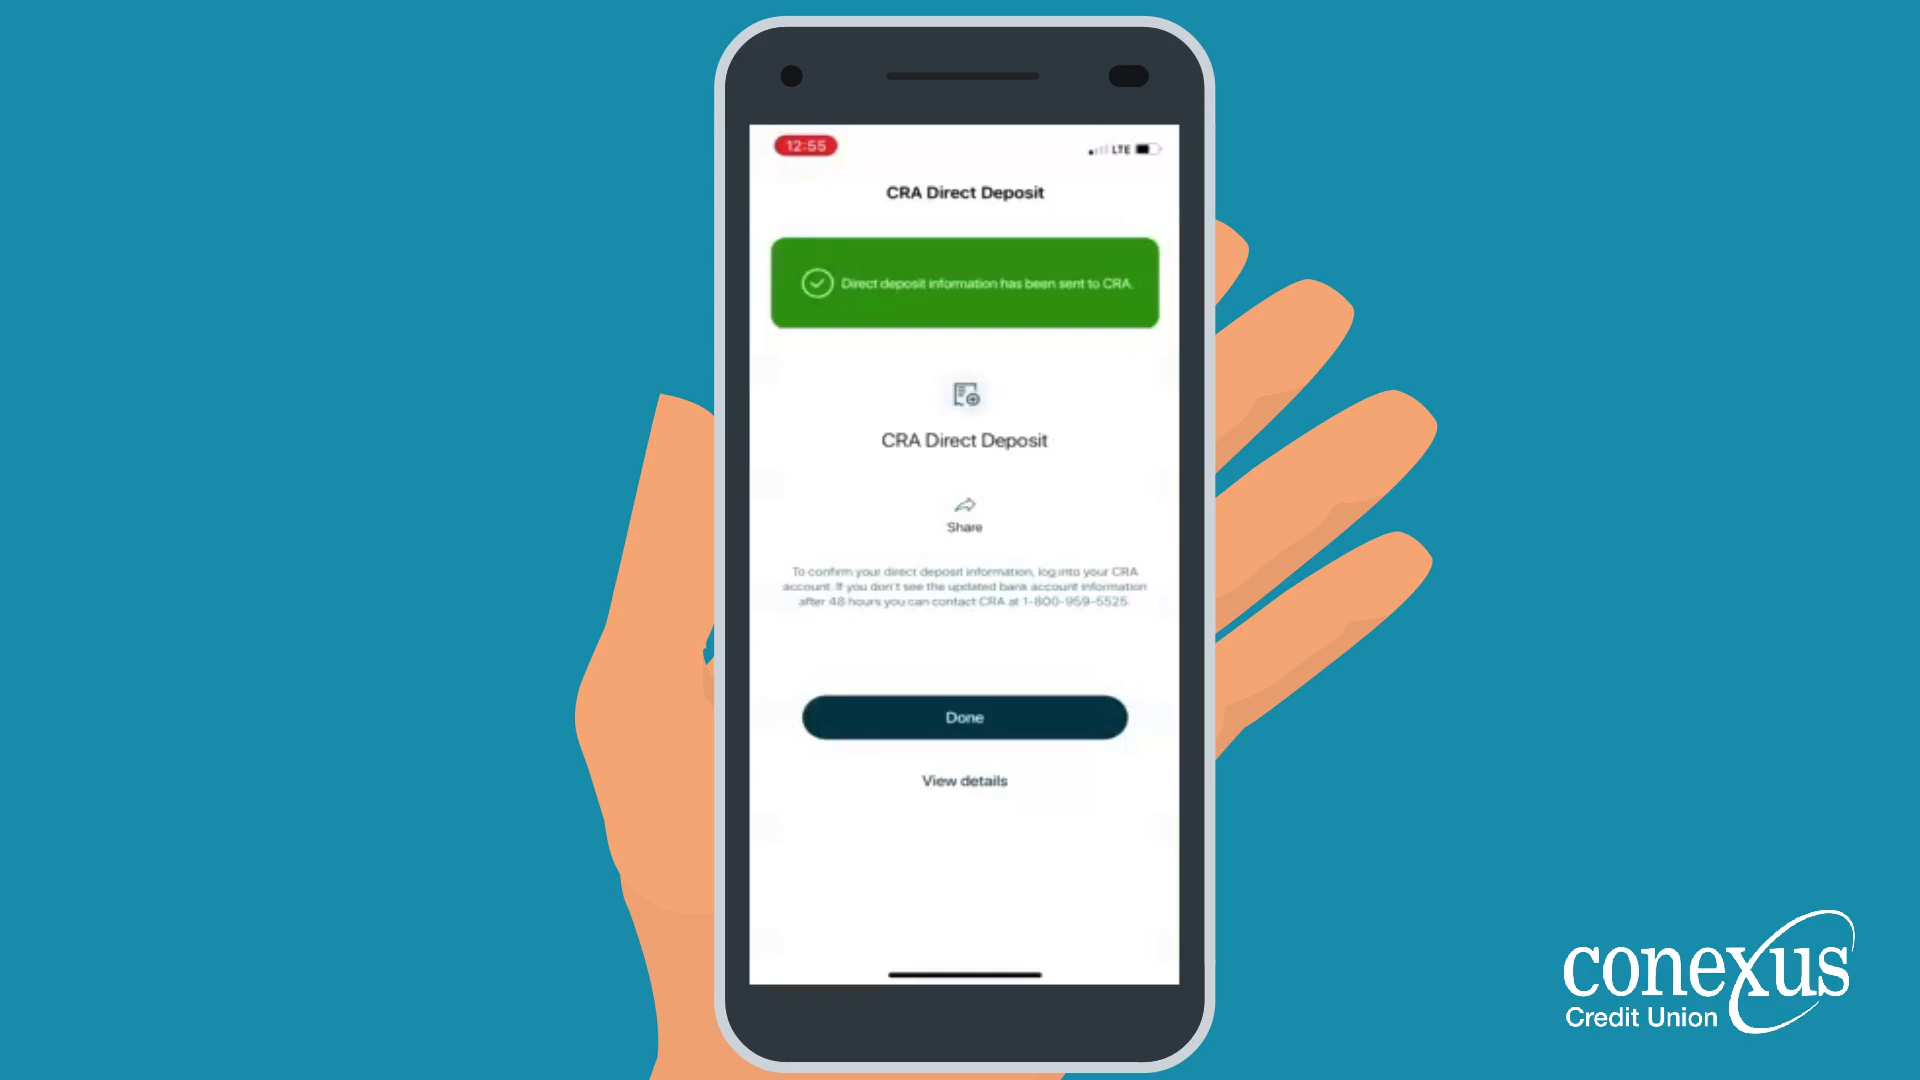 12:55
LTE
CRA Direct Deposit
Direct deposit information has been sent to CRA.
CRA Direct Deposit
Share
To confirm your direct deposit information, log into your CRA
account. If you don't see the updated bank account information
after 48 hours you can contact CRA at 1-800-959-5525.
Done
View details
conexus
Credit Union